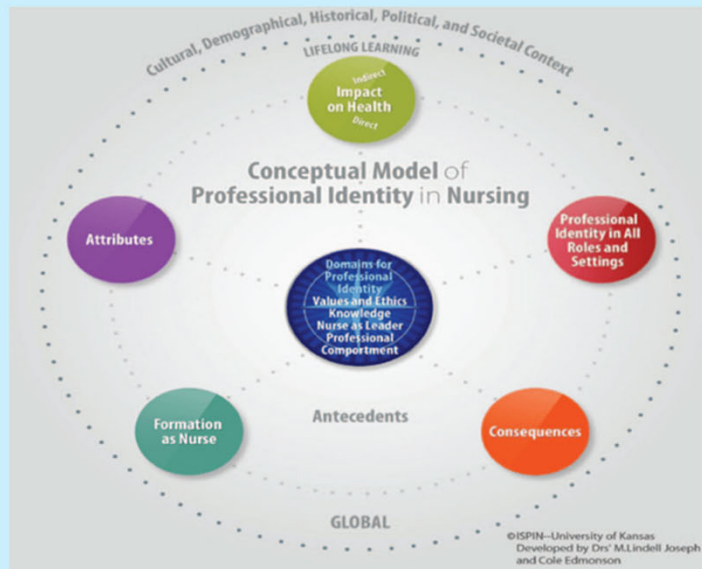 Cultural, Demographical, Historical, Political, and Societal Context
LIFELONG LEARNING
Indirect
Impact
on Health
Direct
Conceptual Model of
Professional Identity in Nursing
Attributes
Professional
Identity in All
Roles and
Settings
Domains for
Professional
Identity
Values and Ethics
Knowledge
Nurse as Leader
Professional
Comportment
Formation
as Nurse
Antecedents
Consequences
GLOBAL
©ISPIN--University of Kansas
Developed by Drs' M.Lindell Joseph
and Cole Edmonson